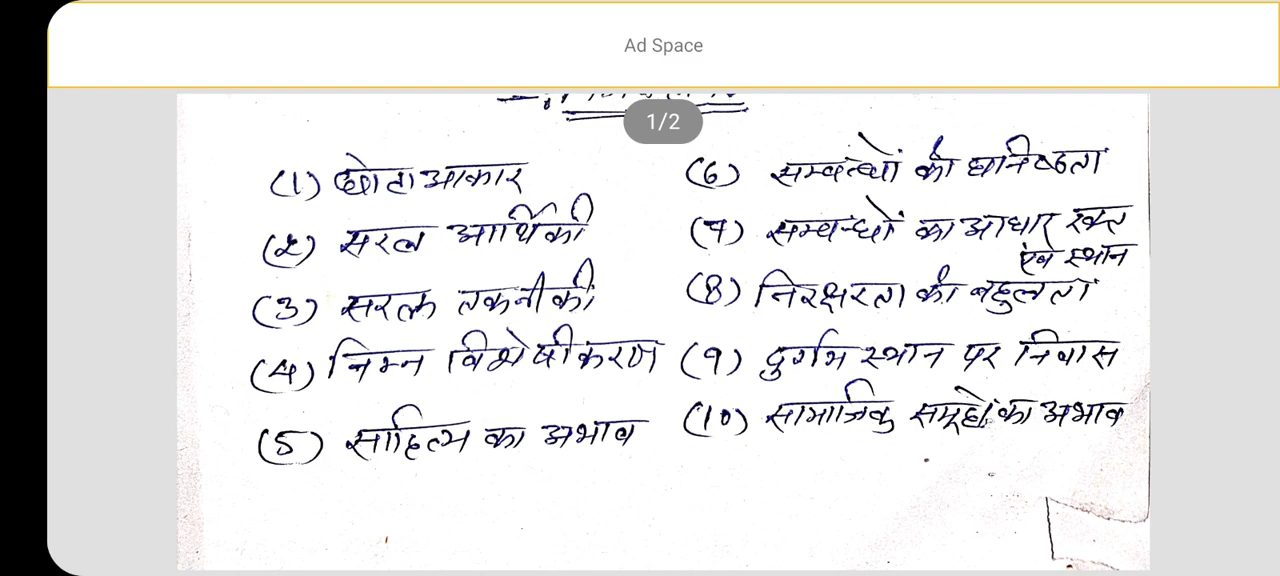 Ad Space
1/2
(1) छोटा आकार
(2) सरल आर्थिकी
(3) सरल तकनीकी
(4) निम्न विशेषीकरण
(5) साहित्य का अभाव
(6) सम्बन्धों की घनिष्ठता
(7) सम्बन्धों का आधार रक्त
एवं स्थान
(8) निरक्षरता की बहुलता
(9) दुर्गम स्थान पर निवास
(10) सामाजिक समूहों का अभाव